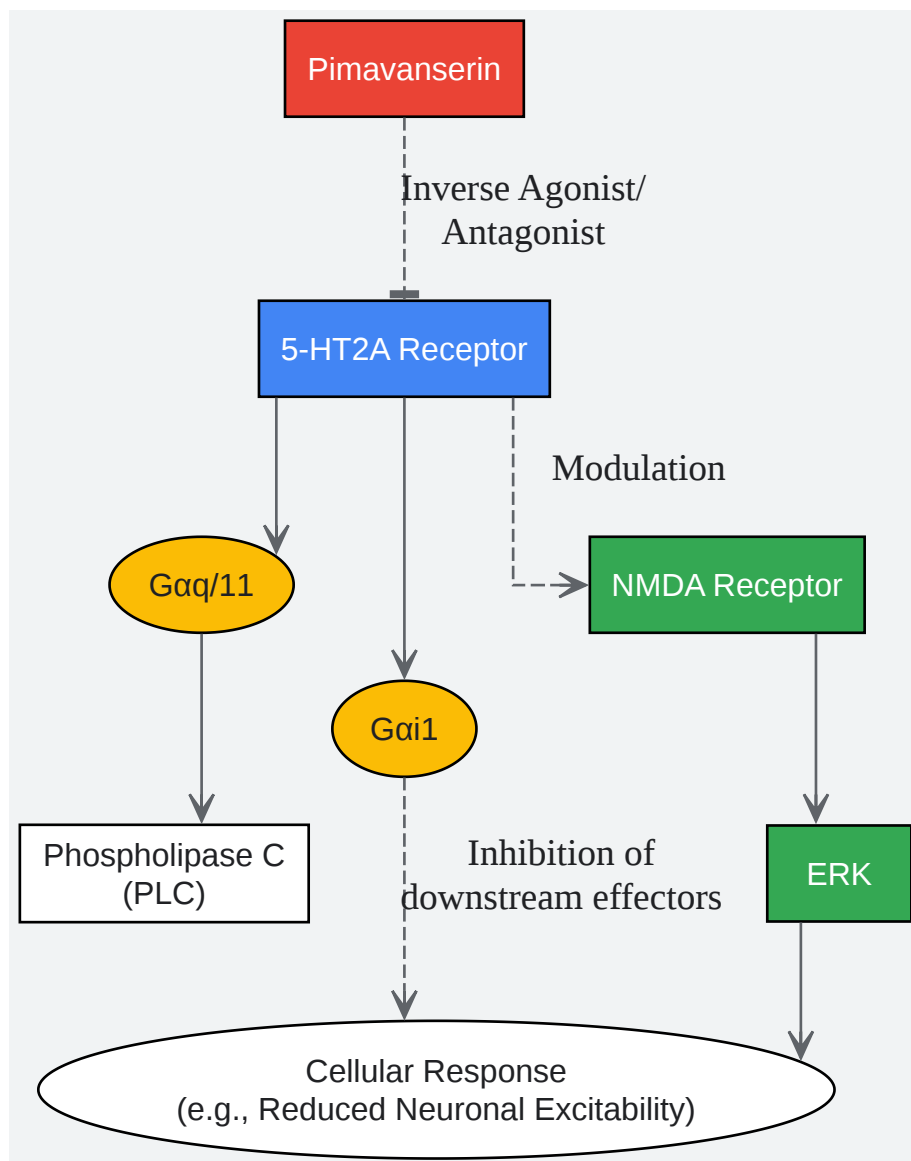 Pimavanserin
Inverse Agonist/
Antagonist
5-HT2A Receptor
Modulation
Gαq/11
NMDA Receptor
Gαi1
Phospholipase C
(PLC)
Inhibition of
downstream effectors
ERK
Cellular Response
(e.g., Reduced Neuronal Excitability)